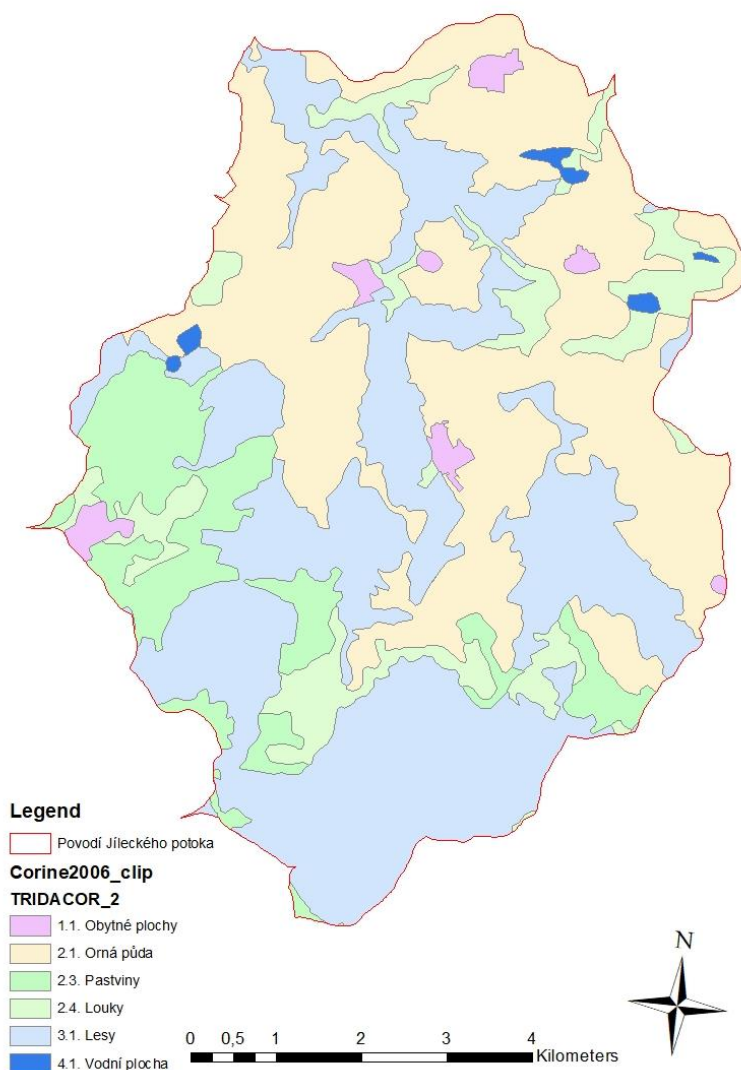 N
Legend
Povodí Jíleckého potoka
Corine2006_clip
TRIDACOR_2
1.1. Obytné plochy
2.1. Orná půda
2.3. Pastviny
2.4. Louky
3.1. Lesy
4.1. Vodní plocha
0 0,5 1 2 3 4
Kilometers